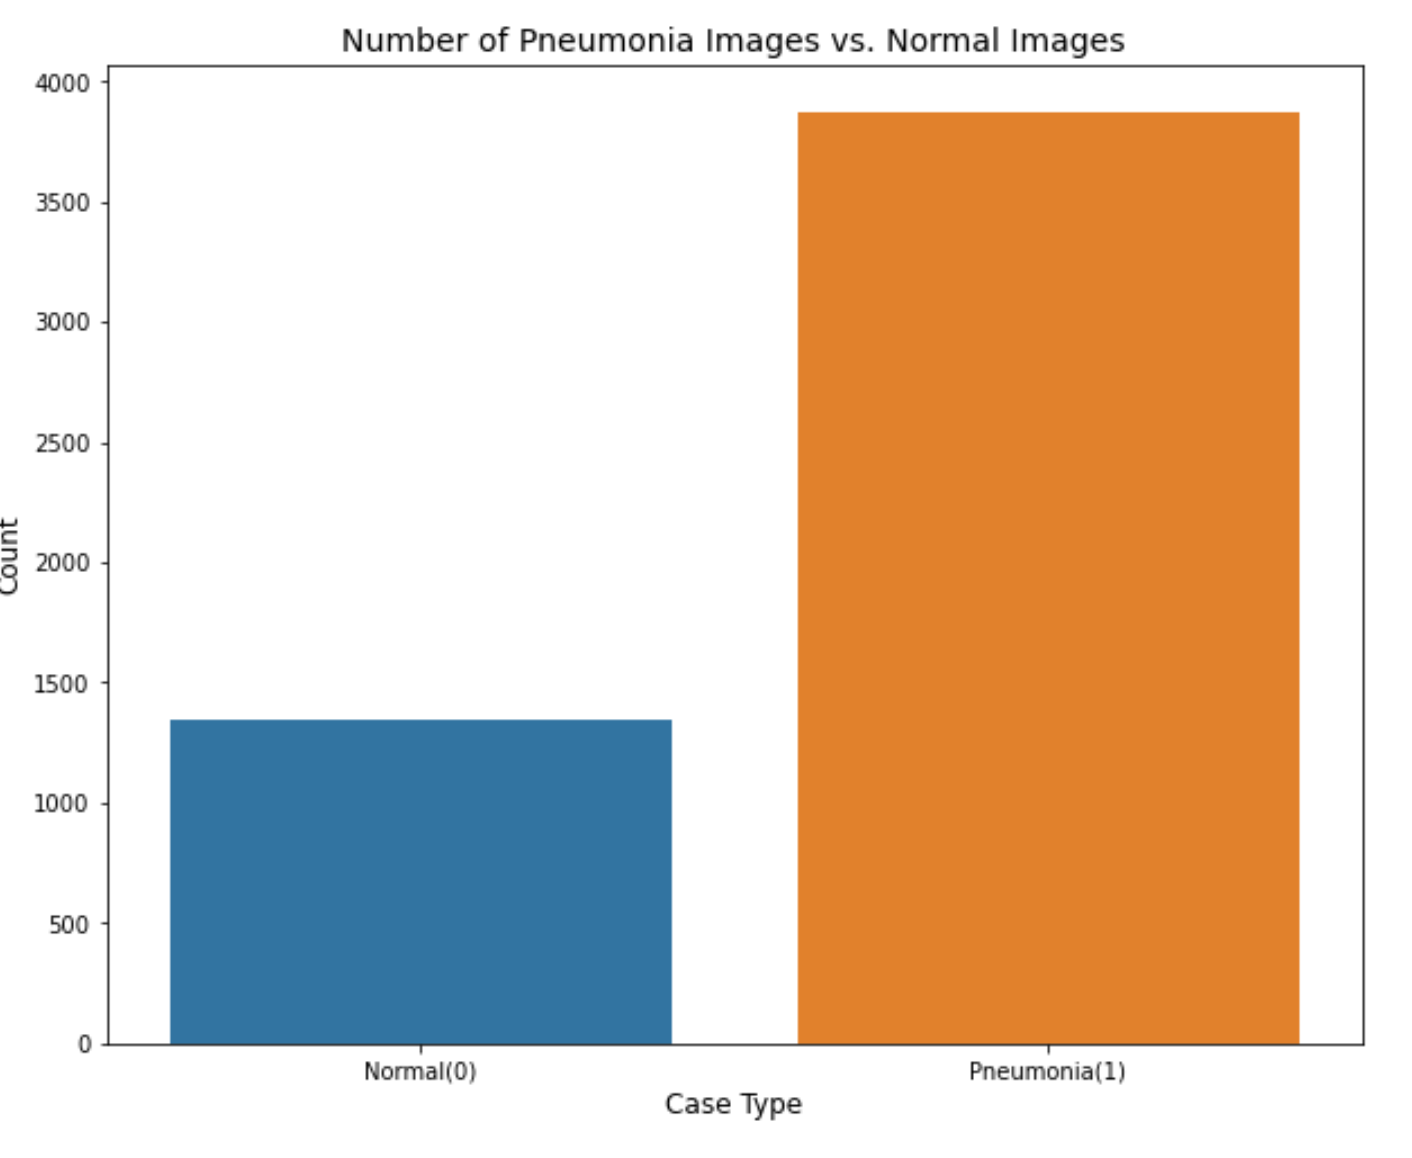 Number of Pneumonia Images vs. Normal Images
4000
3500
3000
2500
2000
1500
1000
500
0
Count
Normal(0) Pneumonia(1)
Case Type